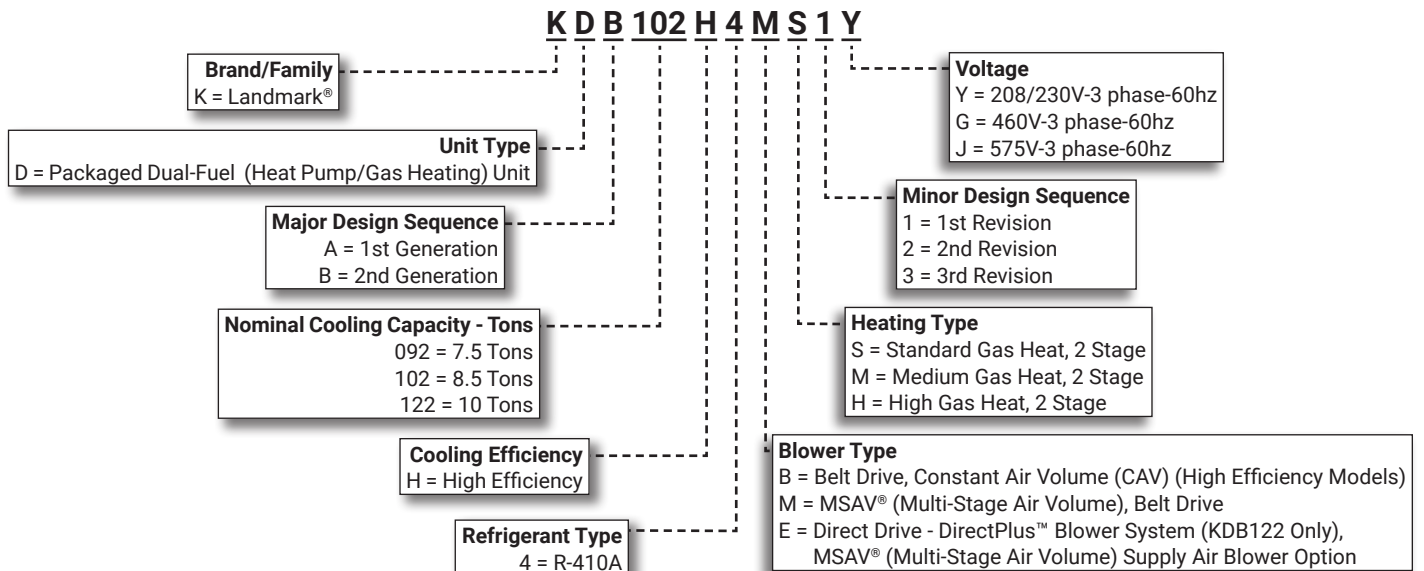 K D B 102 H 4 M S 1 Y
Brand/Family
K = Landmark®
Unit Type
D = Packaged Dual-Fuel (Heat Pump/Gas Heating) Unit
Major Design Sequence
A = 1st Generation
B = 2nd Generation
Nominal Cooling Capacity - Tons
092 = 7.5 Tons
102 = 8.5 Tons
122 = 10 Tons
Cooling Efficiency
H = High Efficiency
Refrigerant Type
4 = R-410A
Voltage
Y = 208/230V-3 phase-60hz
G = 460V-3 phase-60hz
J = 575V-3 phase-60hz
Minor Design Sequence
1 = 1st Revision
2 = 2nd Revision
3 = 3rd Revision
Heating Type
S = Standard Gas Heat, 2 Stage
M = Medium Gas Heat, 2 Stage
H = High Gas Heat, 2 Stage
Blower Type
B = Belt Drive, Constant Air Volume (CAV) (High Efficiency Models)
M = MSAV® (Multi-Stage Air Volume), Belt Drive
E = Direct Drive - DirectPlus™ Blower System (KDB122 Only),
MSAV® (Multi-Stage Air Volume) Supply Air Blower Option